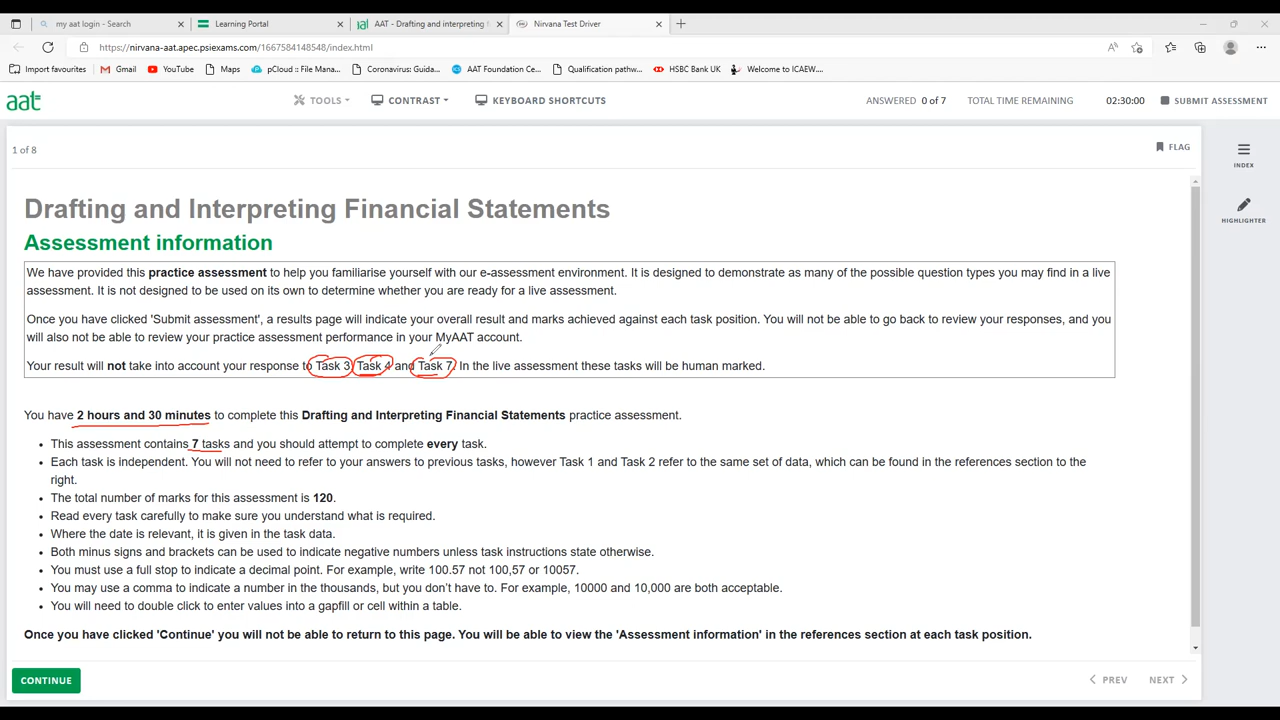 my aat login - Search
Learning Portal
AAT - Drafting and interpreting f
Nirvana Test Driver
https://nirvana-aat.apec.psiexams.com/1667584148548/index.html
Import favourites
Gmail
YouTube
Maps
pCloud :: File Mana...
Coronavirus: Guida...
AAT Foundation Ce...
Qualification pathw...
HSBC Bank UK
Welcome to ICAEW....
aat
TOOLS
CONTRAST
KEYBOARD SHORTCUTS
ANSWERED 0 of 7
TOTAL TIME REMAINING
02:30:00
SUBMIT ASSESSMENT
1 of 8
FLAG
INDEX
HIGHLIGHTER
Drafting and Interpreting Financial Statements
Assessment information
We have provided this practice assessment to help you familiarise yourself with our e-assessment environment. It is designed to demonstrate as many of the possible question types you may find in a live
assessment. It is not designed to be used on its own to determine whether you are ready for a live assessment.
Once you have clicked 'Submit assessment', a results page will indicate your overall result and marks achieved against each task position. You will not be able to go back to review your responses, and you
will also not be able to review your practice assessment performance in your MyAAT account.
Your result will not take into account your response to Task 3, Task 4 and Task 7. In the live assessment these tasks will be human marked.
You have 2 hours and 30 minutes to complete this Drafting and Interpreting Financial Statements practice assessment.
• This assessment contains 7 tasks and you should attempt to complete every task.
• Each task is independent. You will not need to refer to your answers to previous tasks, however Task 1 and Task 2 refer to the same set of data, which can be found in the references section to the
right.
• The total number of marks for this assessment is 120.
• Read every task carefully to make sure you understand what is required.
• Where the date is relevant, it is given in the task data.
• Both minus signs and brackets can be used to indicate negative numbers unless task instructions state otherwise.
• You must use a full stop to indicate a decimal point. For example, write 100.57 not 100,57 or 10057.
• You may use a comma to indicate a number in the thousands, but you don't have to. For example, 10000 and 10,000 are both acceptable.
• You will need to double click to enter values into a gapfill or cell within a table.
Once you have clicked 'Continue' you will not be able to return to this page. You will be able to view the 'Assessment information' in the references section at each task position.
CONTINUE
PREV
NEXT